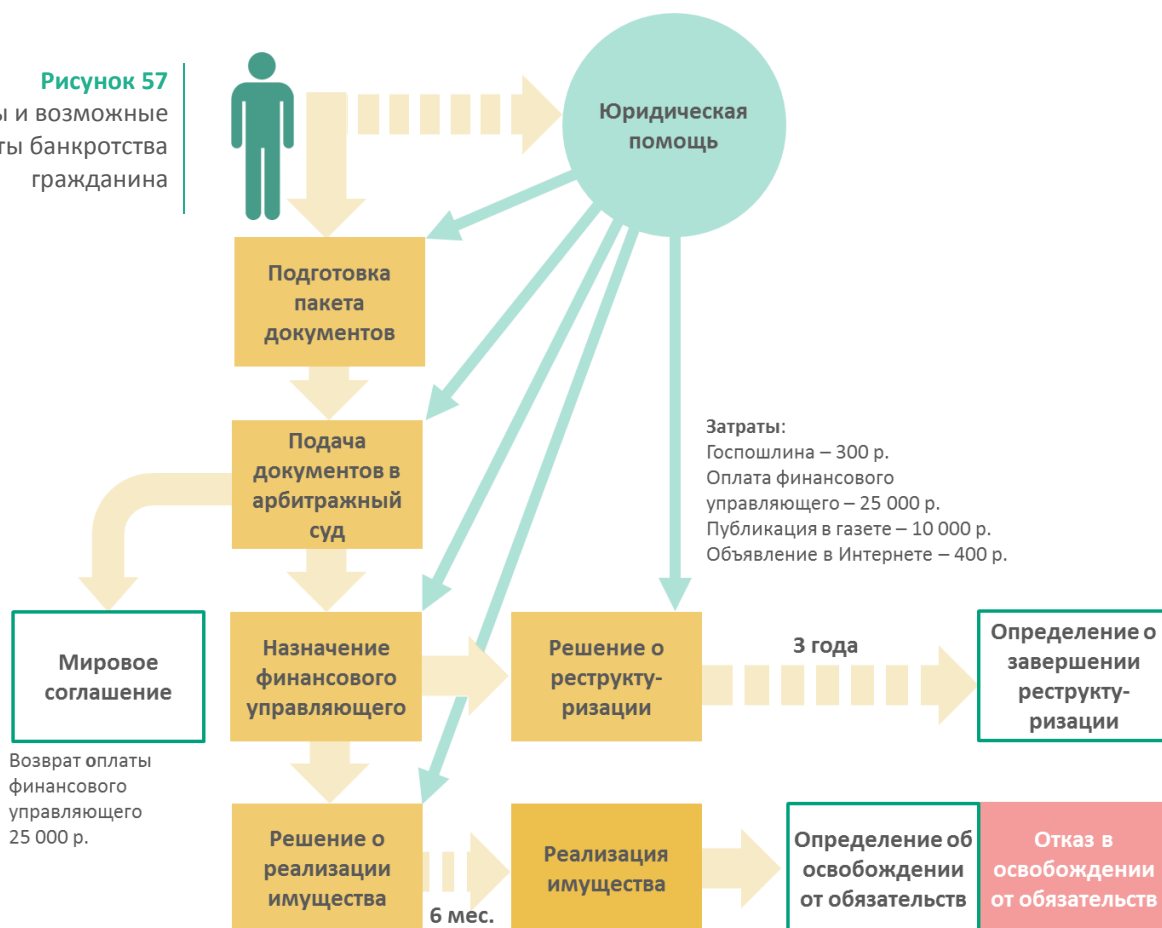 Рисунок 57
ы и возможные
ты банкротства
гражданина
Юридическая
помощь
Подготовка
пакета
документов
Подача
документов в
арбитражный
суд
Затраты:
Госпошлина – 300 р.
Оплата финансового
управляющего – 25 000 р.
Публикация в газете – 10 000 р.
Объявление в Интернете – 400 р.
Мировое
соглашение
Возврат оплаты
финансового
управляющего
25 000 р.
Назначение
финансового
управляющего
Решение о
реструкту-
ризации
3 года
Определение о
завершении
реструкту-
ризации
Решение о
реализации
имущества
6 мес.
Реализация
имущества
Определение об
освобождении
от обязательств
Отказ в
освобождении
от обязательств